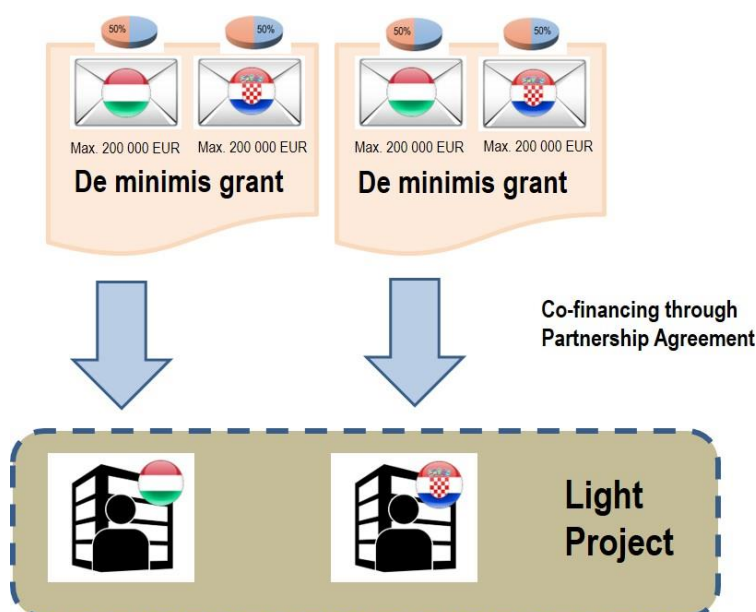 50%
50%
50%
50%
Max. 200 000 EUR
Max. 200 000 EUR
Max. 200 000 EUR
Max. 200 000 EUR
De minimis grant
De minimis grant
Co-financing through
Partnership Agreement
Light
Project